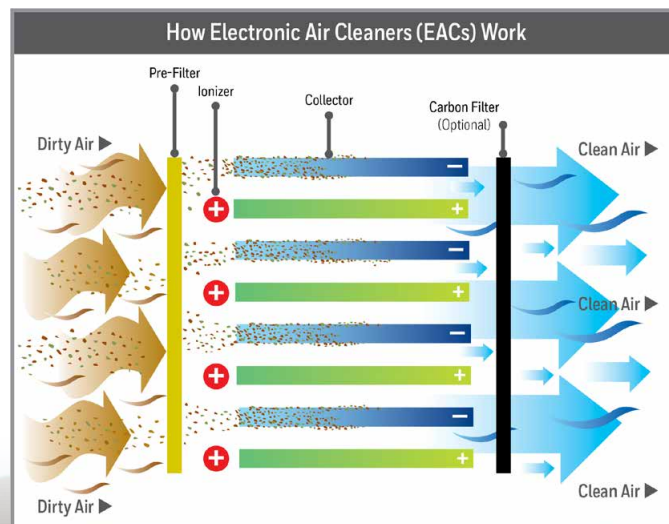 How Electronic Air Cleaners (EACs) Work
Pre-Filter
Ionizer
Collector
Carbon Filter
(Optional)
Dirty Air ▶
Clean Air ▶
− 
+ +
−
+ +
Clean Air ▶
−
+ +
−
+ +
Dirty Air ▶
Clean Air ▶